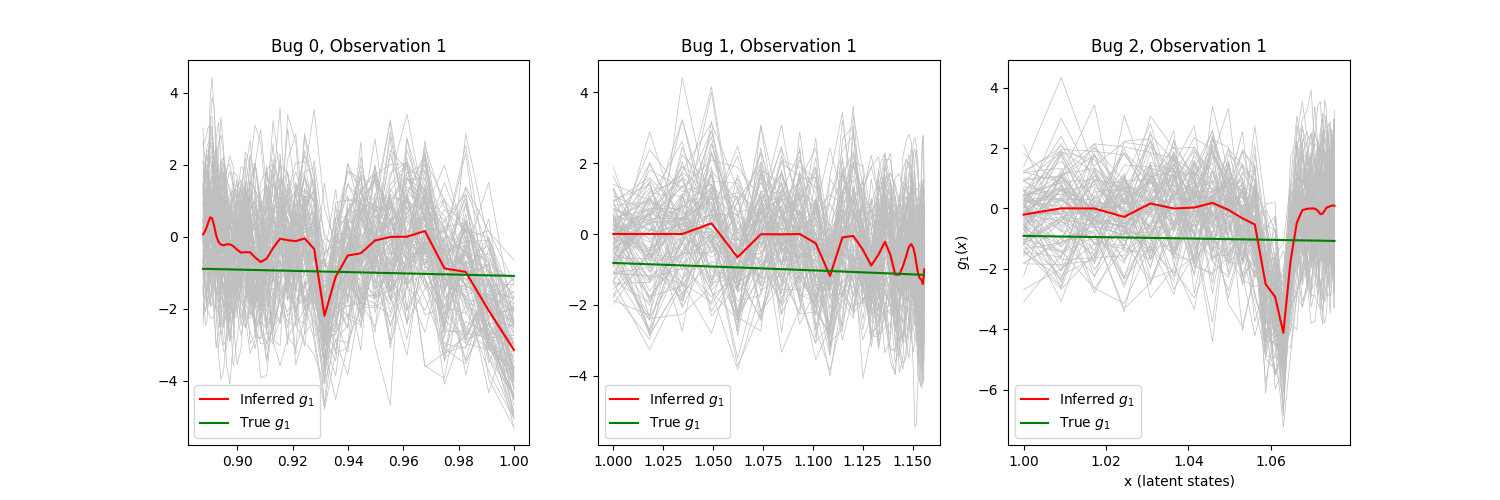 Bug 0, Observation 1
4
2
0
−2
−4
0.90 0.92 0.94 0.96 0.98 1.00
Inferred g₁
True g₁
Bug 1, Observation 1
4
2
0
−2
−4
1.000 1.025 1.050 1.075 1.100 1.125 1.150
Inferred g₁
True g₁
Bug 2, Observation 1
g₁(x)
4
2
0
−2
−4
−6
1.00 1.02 1.04 1.06
x (latent states)
Inferred g₁
True g₁